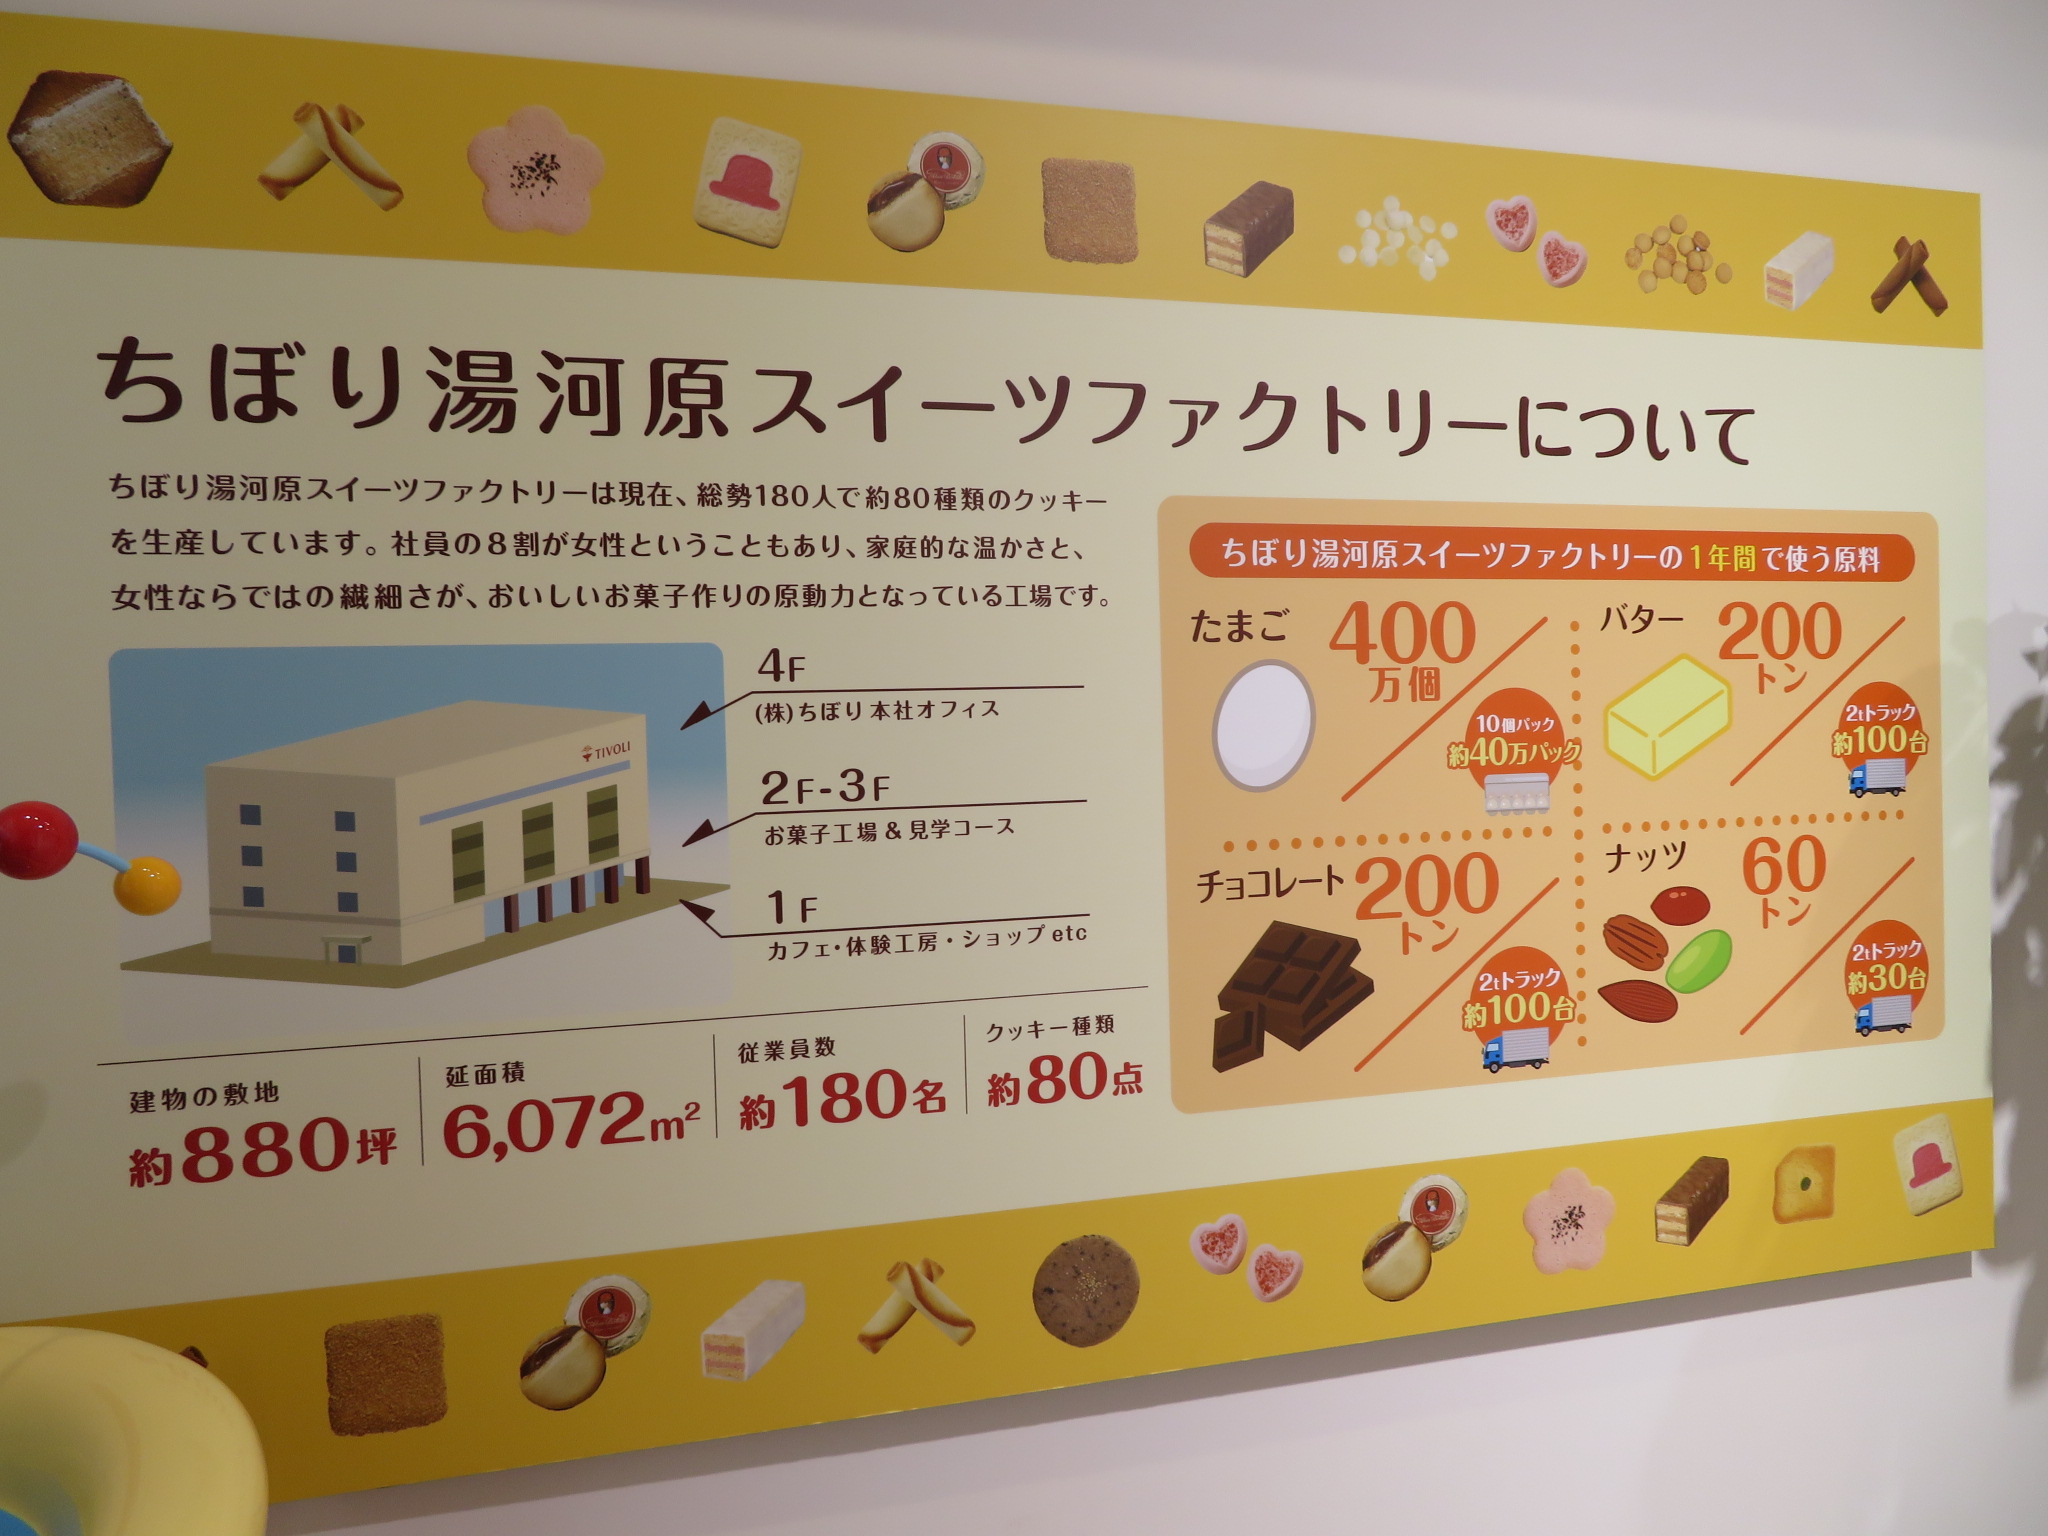 ちぼり湯河原スイーツファクトリーについて
ちぼり湯河原スイーツファクトリーは現在、総勢180人で約80種類のクッキー
を生産しています。社員の8割が女性ということもあり、家庭的な温かさと、
女性ならではの繊細さが、おいしいお菓子作りの原動力となっている工場です。
TIVOLI
4F
(株)ちぼり本社オフィス
2F-3F
お菓子工場&見学コース
1F
カフェ・体験工房・ショップetc
建物の敷地
約880坪
延面積
6,072m²
従業員数
約180名
クッキー種類
約80点
ちぼり湯河原スイーツファクトリーの1年間で使う原料
たまご
400
万個
10個パック
約40万パック
バター
200
トン
2tトラック
約100台
チョコレート
200
トン
2tトラック
約100台
ナッツ
60
トン
2tトラック
約30台